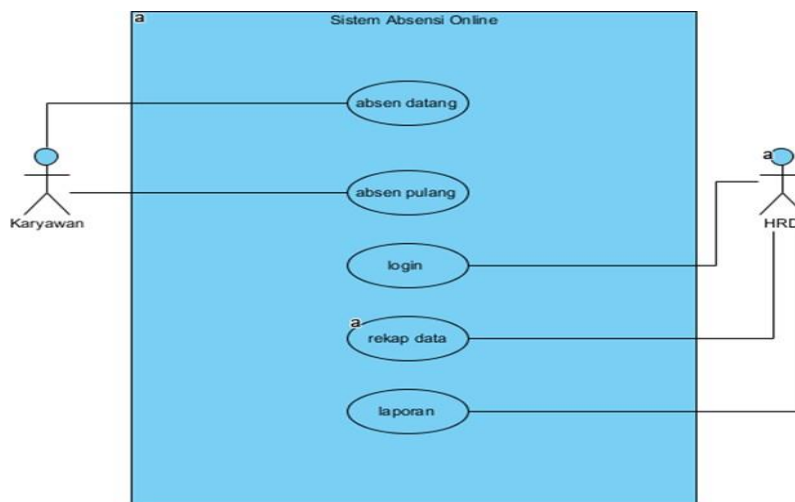 a
Sistem Absensi Online
absen datang
absen pulang
Karyawan
a
HRD
login
a
rekap data
laporan